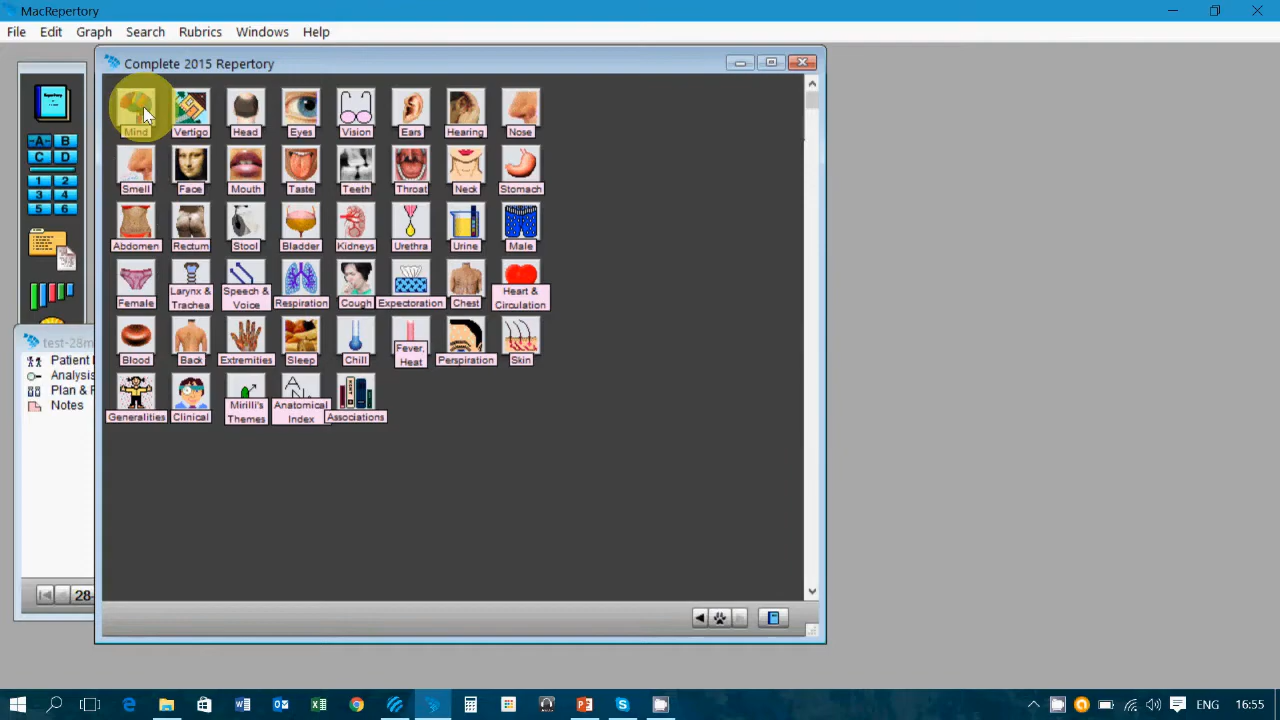 MacRepertory
File Edit Graph Search Rubrics Windows Help
Complete 2015 Repertory
Mind Vertigo Head Eyes Vision Ears Hearing Nose
Smell Face Mouth Taste Teeth Throat Neck Stomach
Abdomen Rectum Stool Bladder Kidneys Urethra Urine Male
Female Larynx & Trachea Speech & Voice Respiration Cough Expectoration Chest Heart & Circulation
Blood Back Extremities Sleep Chill Fever, Heat Perspiration Skin
Generalities Clinical Mirilli's Themes Anatomical Index Associations
A B
C D
1 2
3 4
5 6
test-28m
Patient
Analysis
Plan &
Notes
28-
ENG 16:55